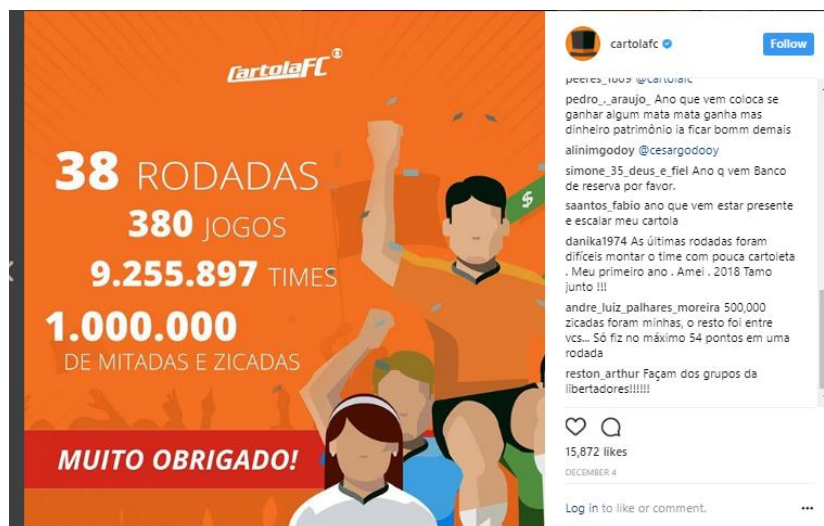 CartolaFC
38 RODADAS
380 JOGOS
9.255.897 TIMES
1.000.000
DE MITADAS E ZICADAS
MUITO OBRIGADO!
$
cartolafc
Follow
peeres_1609 @cartolafc
pedro_._araujo_ Ano que vem coloca se
ganhar algum mata mata ganha mas
dinheiro patrimônio ia ficar bomm demais
alinimgodoy @cesargodooy
simone_35_deus_e_fiel Ano q vem Banco
de reserva por favor.
saantos_fabio ano que vem estar presente
e escalar meu cartola
danika1974 As últimas rodadas foram
difíceis montar o time com pouca cartoleta
. Meu primeiro ano . Amei . 2018 Tamo
junto !!!
andre_luiz_palhares_moreira 500,000
zicadas foram minhas, o resto foi entre
vcs... Só fiz no máximo 54 pontos em uma
rodada
reston_arthur Façam dos grupos da
libertadores!!!!!!
15,872 likes
DECEMBER 4
Log in to like or comment.